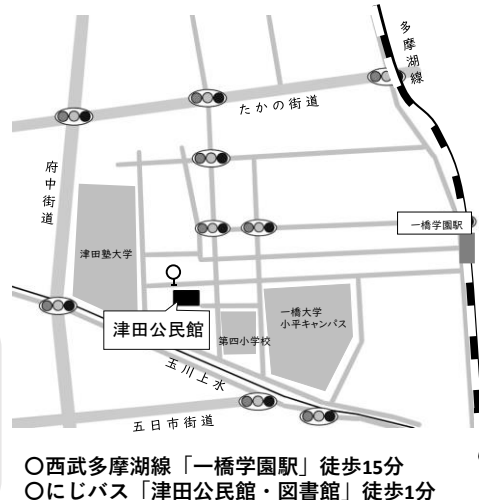 多摩湖線
たかの街道
府中街道
一橋学園駅
津田塾大学
津田公民館
一橋大学
小平キャンパス
第四小学校
玉川上水
五日市街道
〇西武多摩湖線「一橋学園駅」徒歩15分
〇にじバス「津田公民館・図書館」徒歩1分